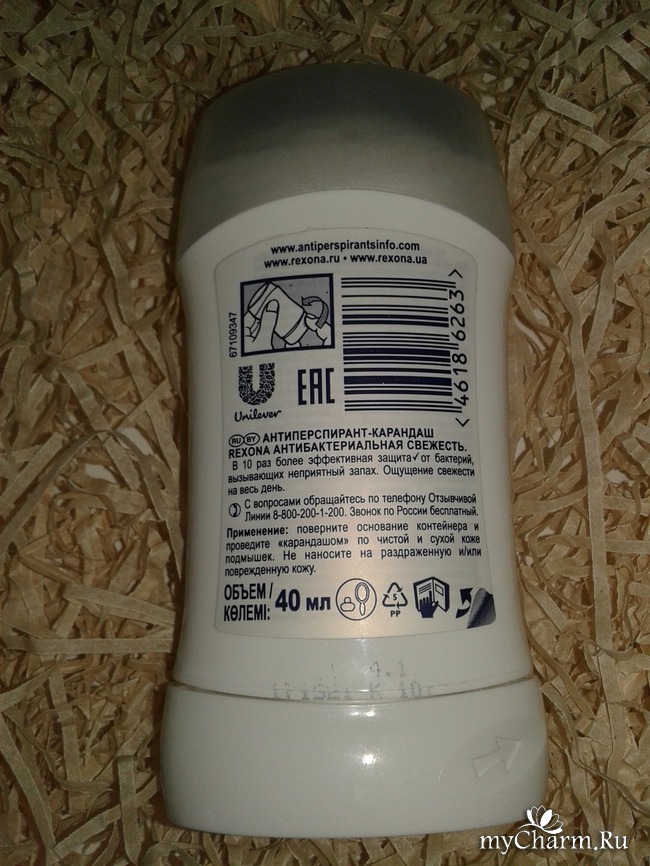 www.antiperspirantsinfo.com
www.rexona.ru • www.rexona.ua
67109347
< 4618 6263 >
Unilever
EAC
RU BY АНТИПЕРСПИРАНТ-КАРАНДАШ
REXONA АНТИБАКТЕРИАЛЬНАЯ СВЕЖЕСТЬ.
В 10 раз более эффективная защита✓от бактерий,
вызывающих неприятный запах. Ощущение свежести
на весь день.
С вопросами обращайтесь по телефону Отзывчивой
Линии 8-800-200-1-200. Звонок по России бесплатный.
Применение: поверните основание контейнера и
проведите «карандашом» по чистой и сухой коже
подмышек. Не наносите на раздраженную и/или
поврежденную кожу.
ОБЪЕМ /
КӨЛЕМІ: 40 мл
5
PP
myCharm.Ru